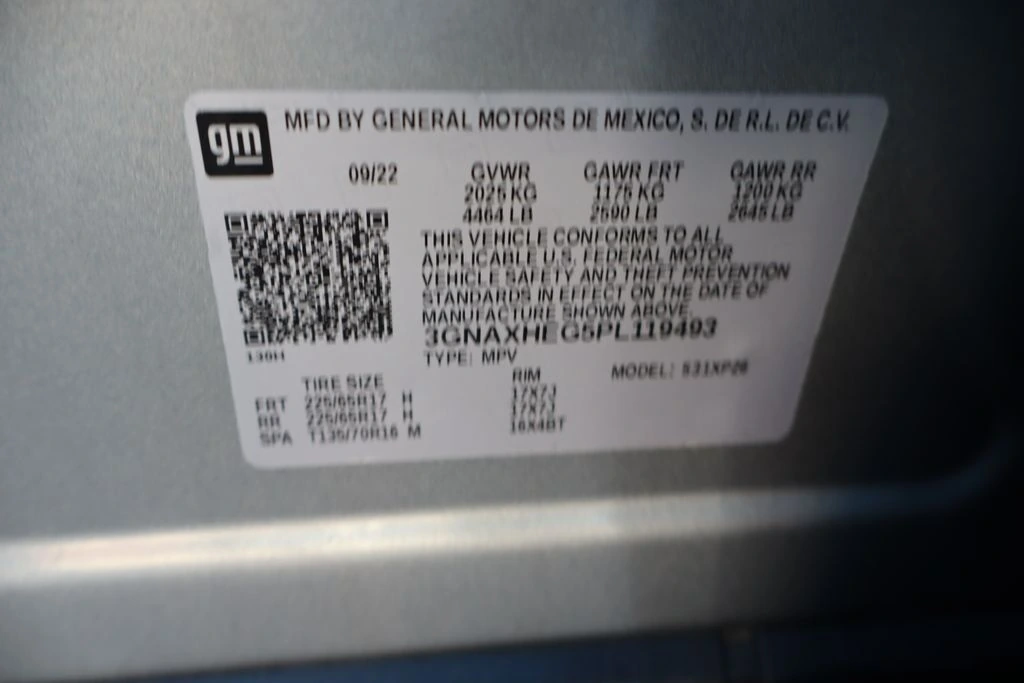 gm
MFD BY GENERAL MOTORS DE MEXICO, S. DE R.L. DE C.V.
09/22 GVWR GAWR FRT GAWR RR
2025 KG 1175 KG 1200 KG
4464 LB 2590 LB 2645 LB
THIS VEHICLE CONFORMS TO ALL
APPLICABLE U.S. FEDERAL MOTOR
VEHICLE SAFETY AND THEFT PREVENTION
STANDARDS IN EFFECT ON THE DATE OF
MANUFACTURE SHOWN ABOVE.
3GNAXHEG5PL119493
TYPE: MPV
MODEL: 531XP26
TIRE SIZE RIM
FRT 225/65R17 H 17X7J
RR 225/65R17 H 17X7J
SPA T135/70R16 M 16X4BT